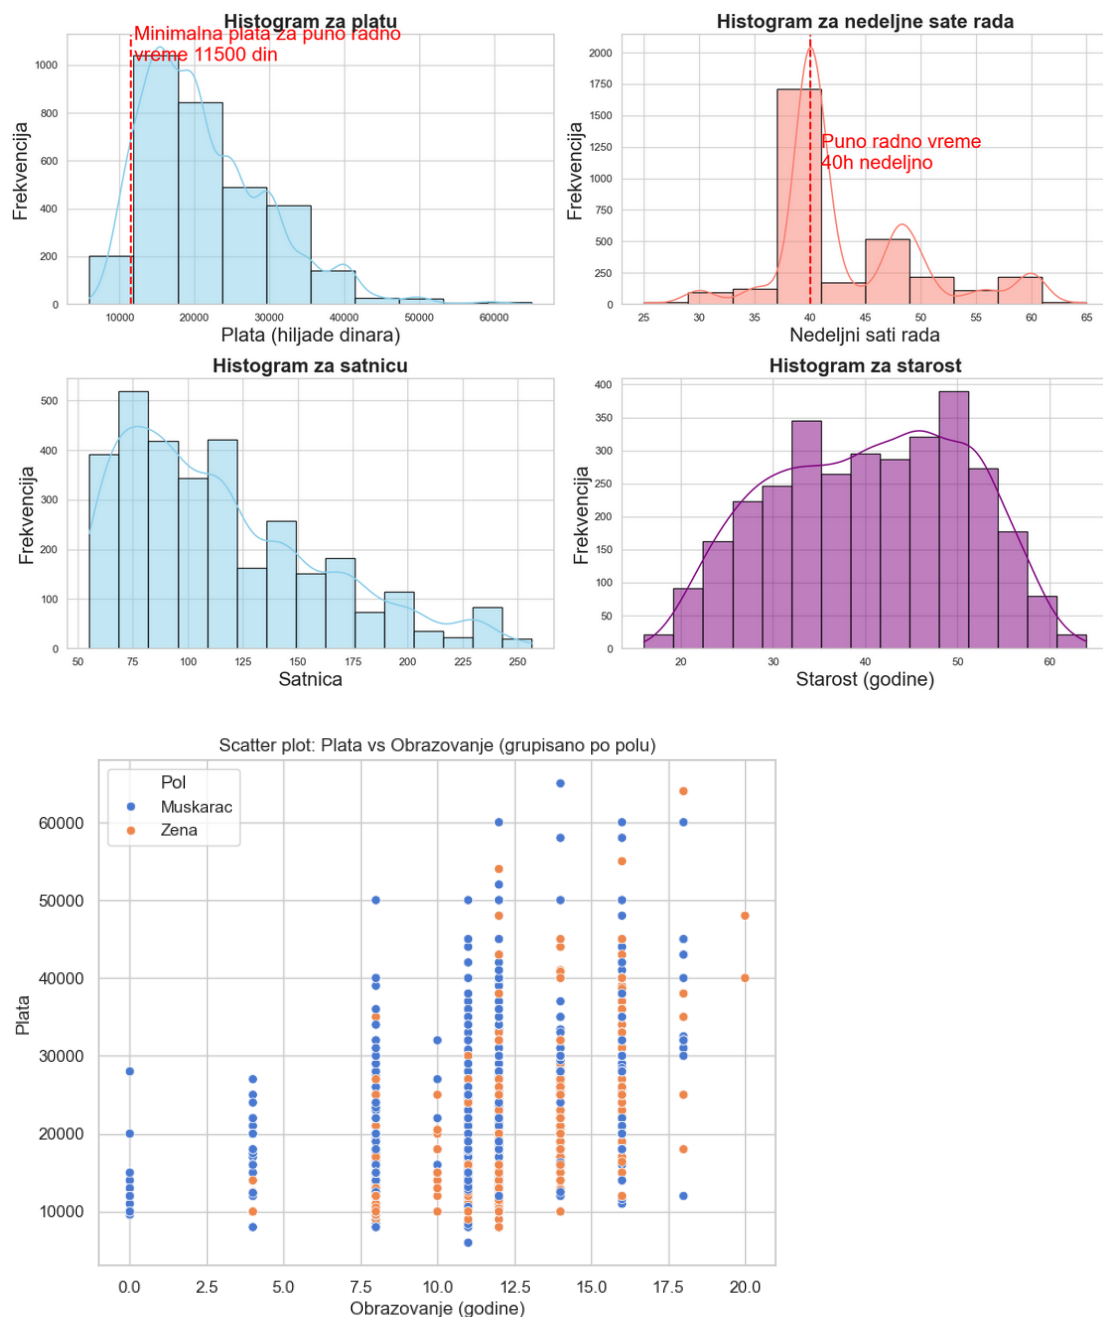 Histogram za platu
Minimalna plata za puno radno
vreme 11500 din
Frekvencija
1000
800
600
400
200
0
10000 20000 30000 40000 50000 60000
Plata (hiljade dinara)
Histogram za nedeljne sate rada
Puno radno vreme
40h nedeljno
Frekvencija
2000
1750
1500
1250
1000
750
500
250
0
25 30 35 40 45 50 55 60 65
Nedeljni sati rada
Histogram za satnicu
Frekvencija
500
400
300
200
100
0
50 75 100 125 150 175 200 225 250
Satnica
Histogram za starost
Frekvencija
400
350
300
250
200
150
100
50
0
20 30 40 50 60
Starost (godine)
Scatter plot: Plata vs Obrazovanje (grupisano po polu)
Pol
Muskarac
Zena
Plata
60000
50000
40000
30000
20000
10000
0.0 2.5 5.0 7.5 10.0 12.5 15.0 17.5 20.0
Obrazovanje (godine)